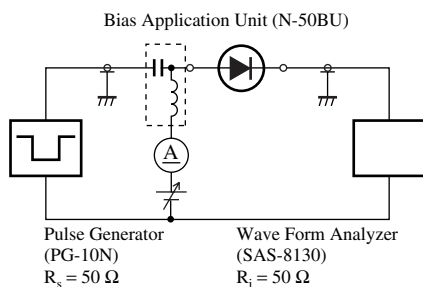 Bias Application Unit (N-50BU)
A
Pulse Generator
(PG-10N)
Rs = 50 Ω
Wave Form Analyzer
(SAS-8130)
Ri = 50 Ω